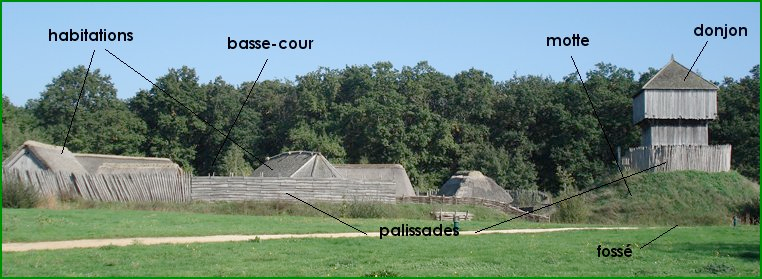 habitations
basse-cour
motte
donjon
palissades
fossé